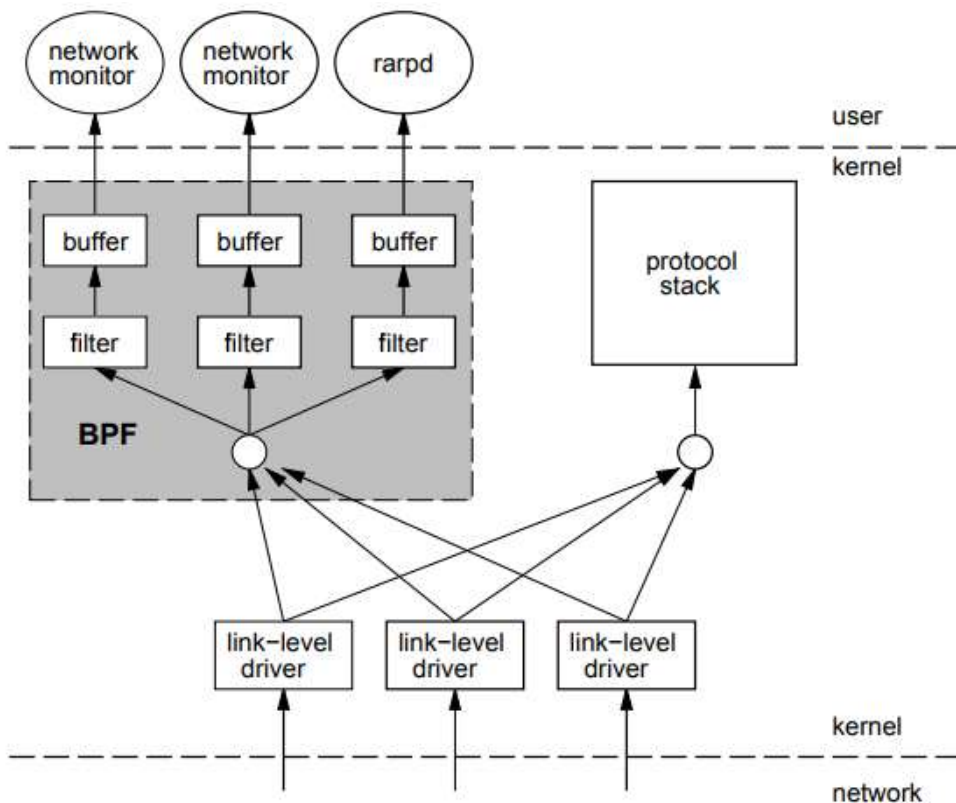 network
monitor
network
monitor
rarpd
user
kernel
buffer
buffer
buffer
protocol
stack
filter
filter
filter
BPF
link-level
driver
link-level
driver
link-level
driver
kernel
network